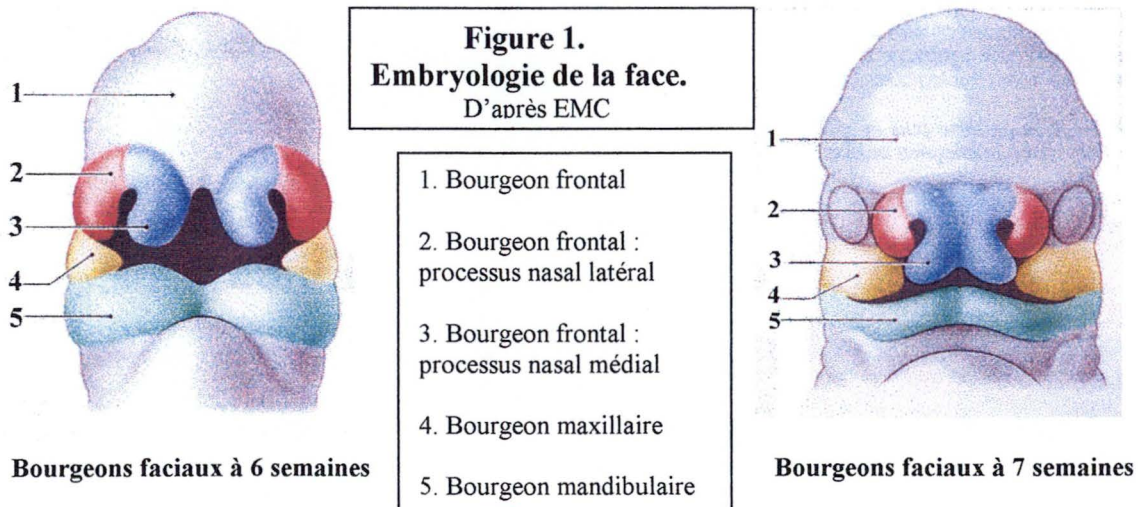 Figure 1.
Embryologie de la face.
D'après EMC
1
2
3
4
5
1. Bourgeon frontal
2. Bourgeon frontal :
processus nasal latéral
3. Bourgeon frontal :
processus nasal médial
4. Bourgeon maxillaire
5. Bourgeon mandibulaire
1
2
3
4
5
Bourgeons faciaux à 6 semaines
Bourgeons faciaux à 7 semaines